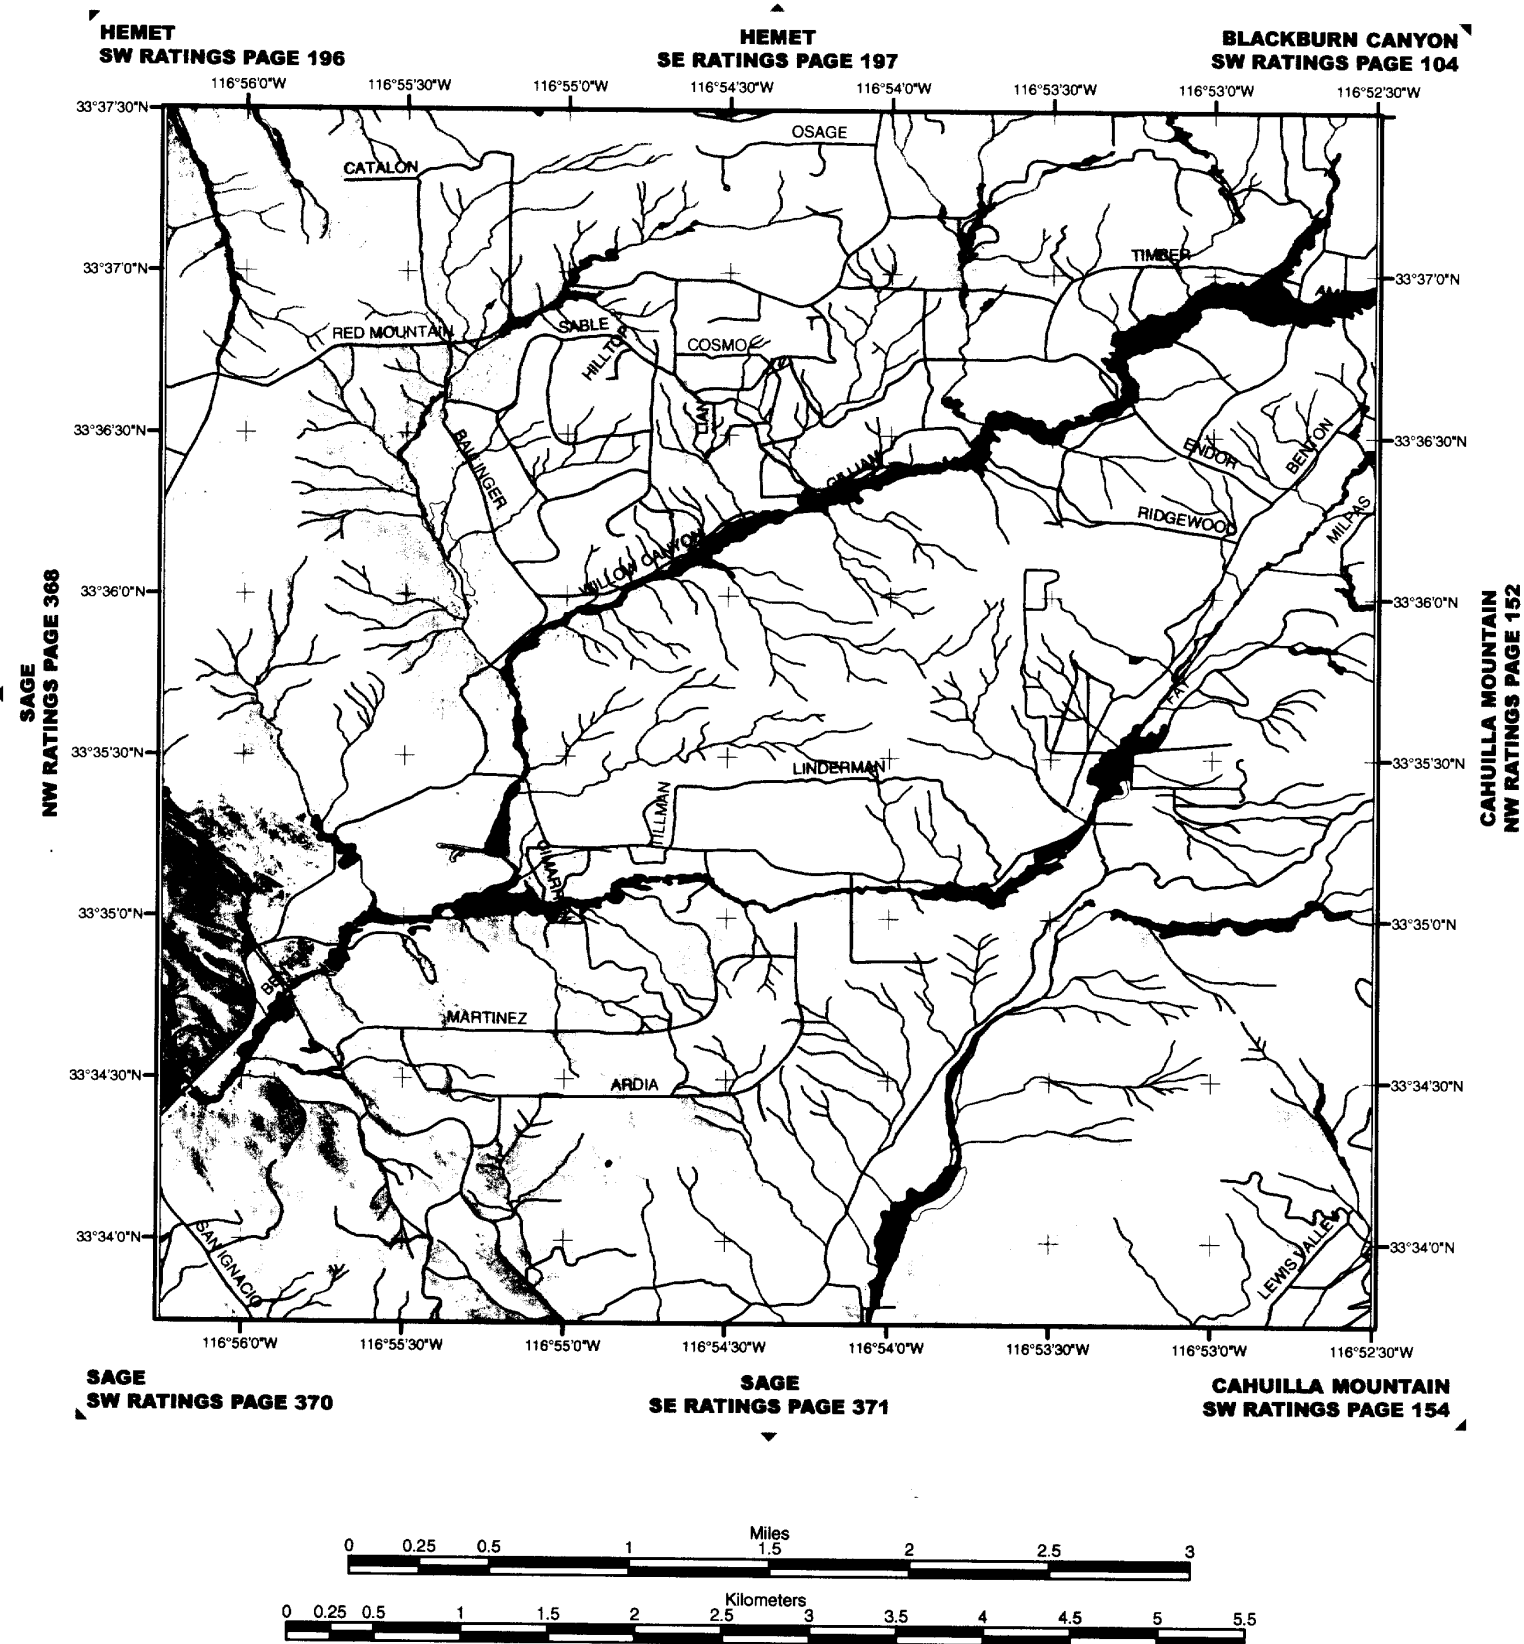 HEMET
SW RATINGS PAGE 196
HEMET
SE RATINGS PAGE 197
BLACKBURN CANYON
SW RATINGS PAGE 104
116°56'0"W
116°55'30"W
116°55'0"W
116°54'30"W
116°54'0"W
116°53'30"W
116°53'0"W
116°52'30"W
33°37'30"N
OSAGE
CATALON
TIMBER
33°37'0"N
33°37'0"N
RED MOUNTAIN
SABLE
HILLTOP
COSMO
LIAN
33°36'30"N
33°36'30"N
BALLINGER
GILLIAM
ENDOR
BENTON
RIDGEWOOD
MILPAS
WILLOW CANYON
33°36'0"N
33°36'0"N
SAGE
NW RATINGS PAGE 368
CAHUILLA MOUNTAIN
NW RATINGS PAGE 152
33°35'30"N
33°35'30"N
LINDERMAN
33°35'0"N
33°35'0"N
MARTINEZ
ARDIA
33°34'30"N
33°34'30"N
SAN IGNACIO
LEWIS VALLEY
33°34'0"N
33°34'0"N
116°56'0"W
116°55'30"W
116°55'0"W
116°54'30"W
116°54'0"W
116°53'30"W
116°53'0"W
116°52'30"W
SAGE
SW RATINGS PAGE 370
SAGE
SE RATINGS PAGE 371
CAHUILLA MOUNTAIN
SW RATINGS PAGE 154
Miles
0 0.25 0.5 1 1.5 2 2.5 3
Kilometers
0 0.25 0.5 1 1.5 2 2.5 3 3.5 4 4.5 5 5.5